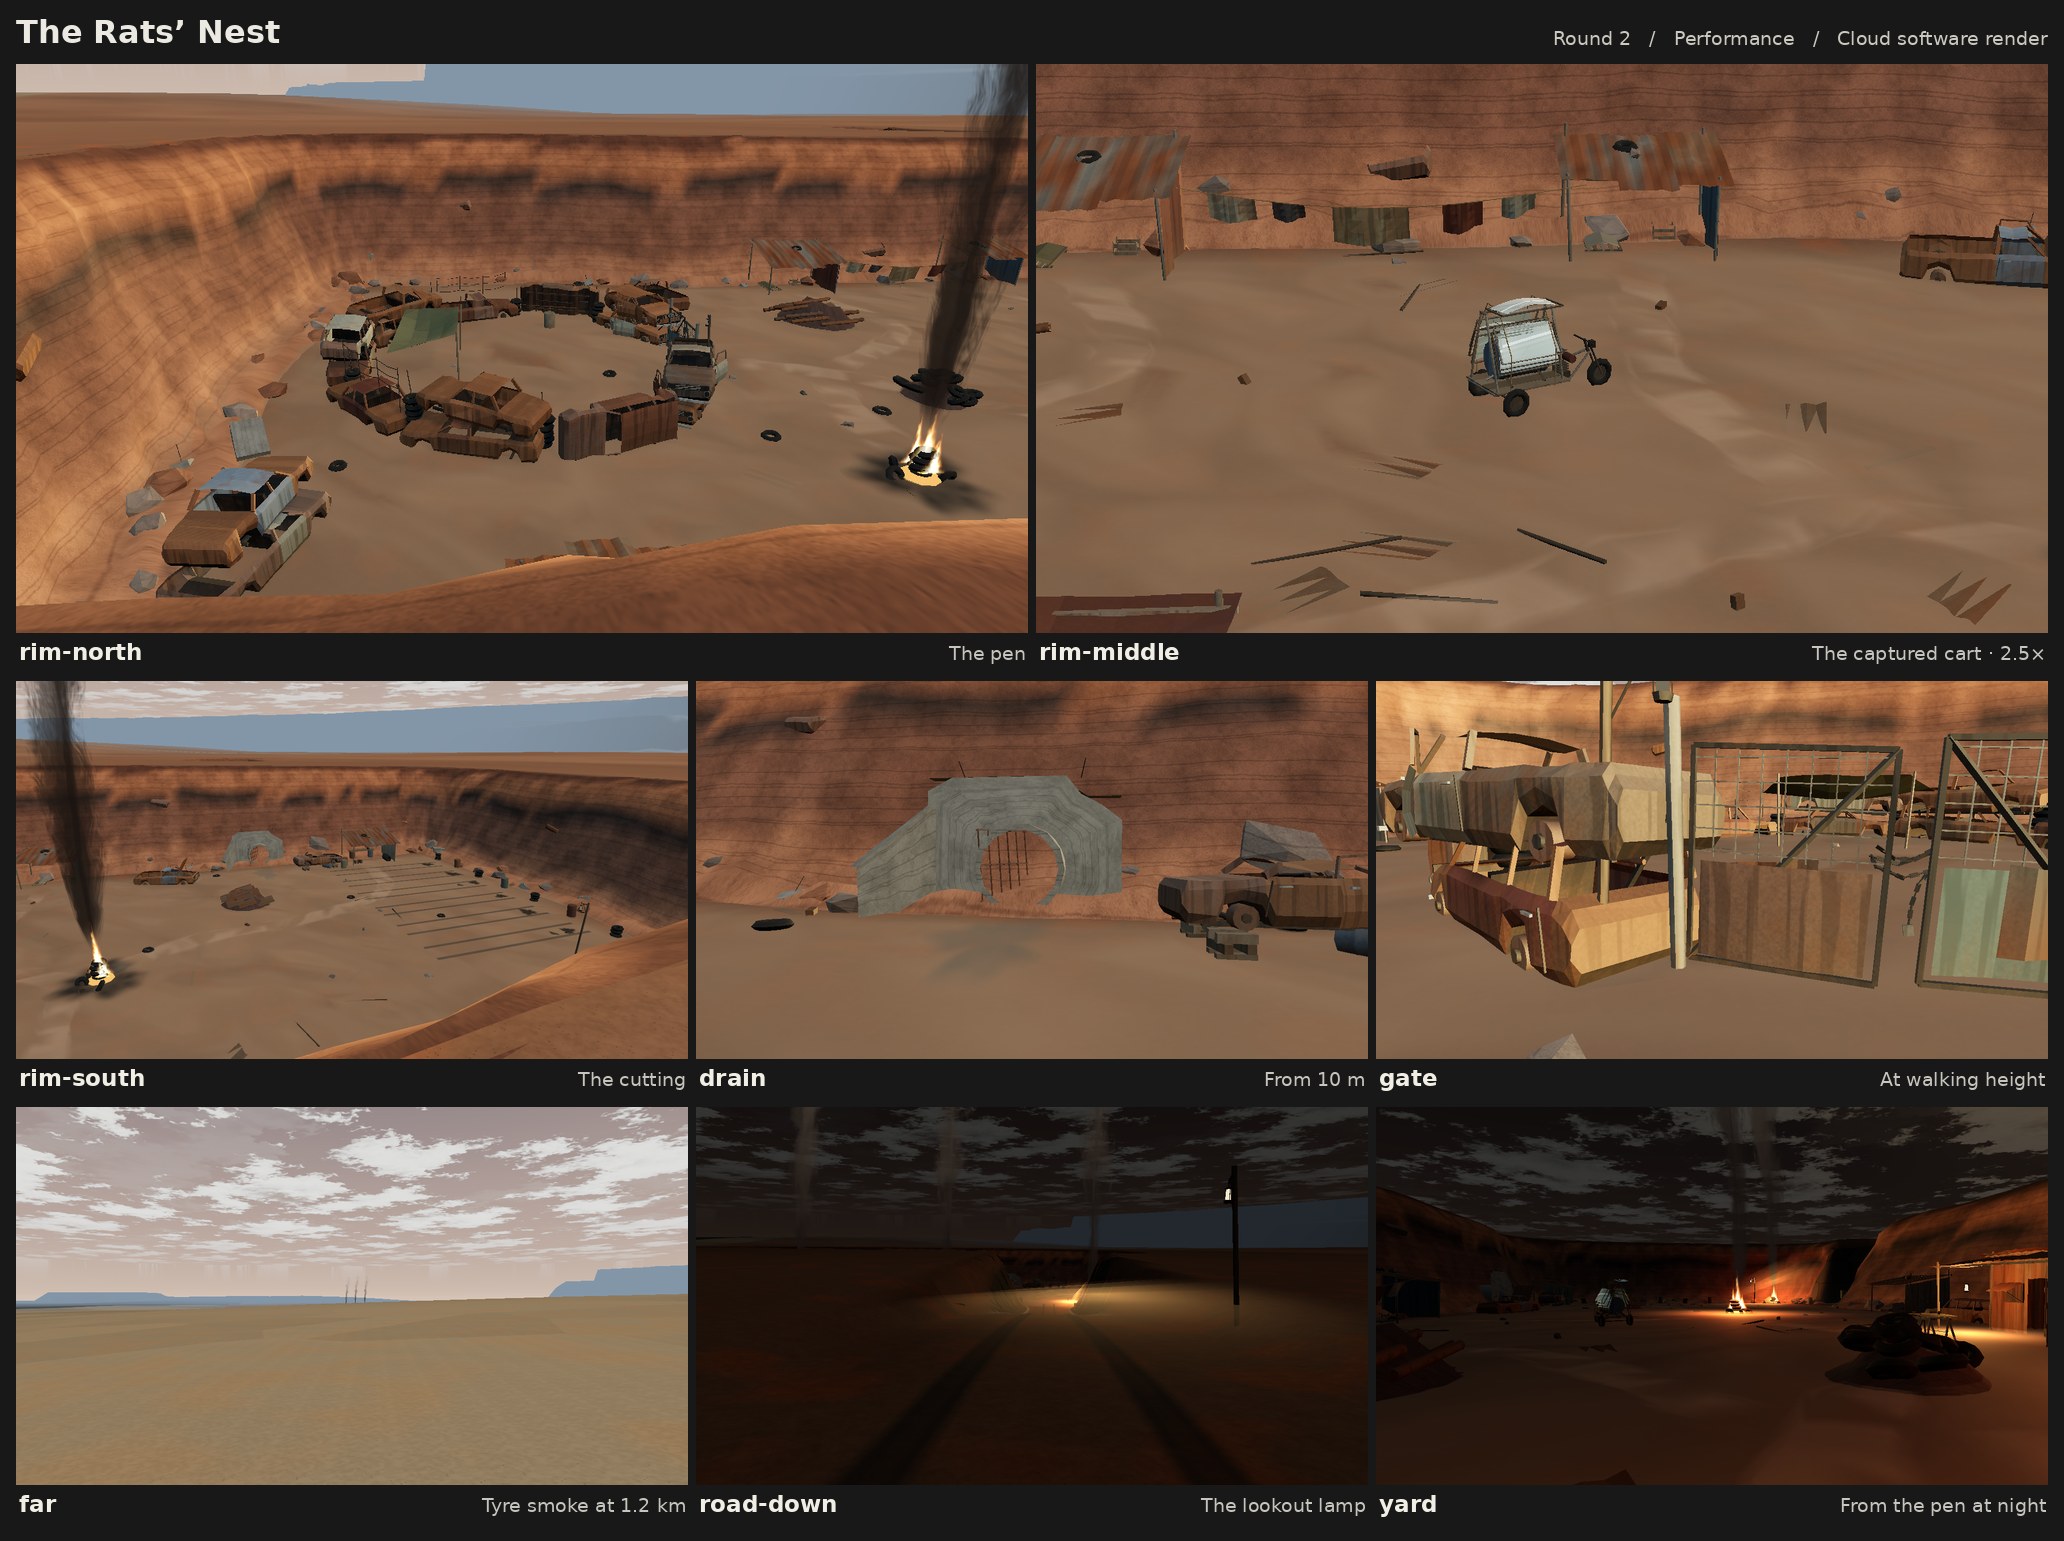 The Rats’ Nest
Round 2 / Performance / Cloud software render
rim-north
The pen
rim-middle
The captured cart · 2.5×
rim-south
The cutting
drain
From 10 m
gate
At walking height
far
Tyre smoke at 1.2 km
road-down
The lookout lamp
yard
From the pen at night